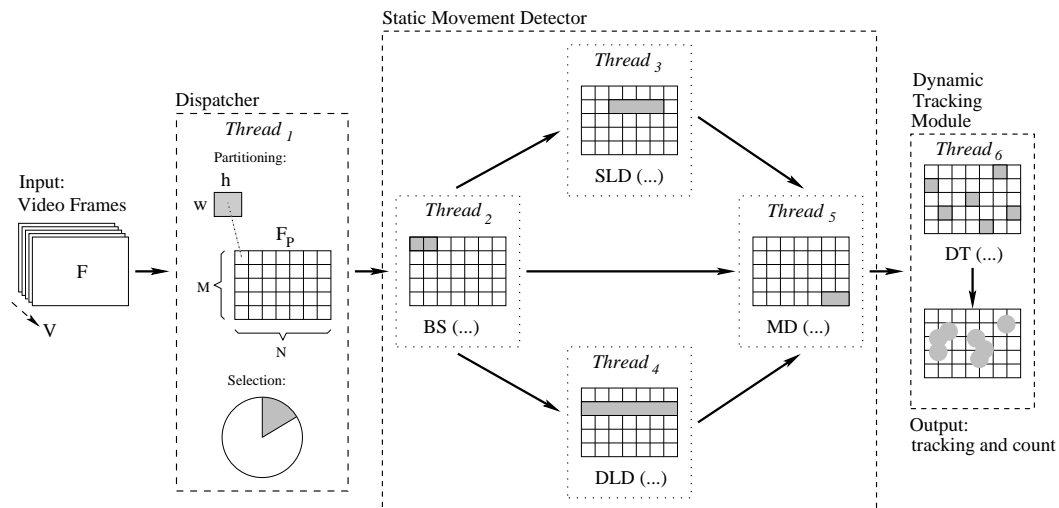 Static Movement Detector
Input:
Video Frames
F
V
Dispatcher
Thread 1
Partitioning:
h
w
F P
M
N
Selection:
Thread 2
BS (...)
Thread 3
SLD (...)
Thread 4
DLD (...)
Thread 5
MD (...)
Dynamic
Tracking
Module
Thread 6
DT (...)
Output:
tracking and count